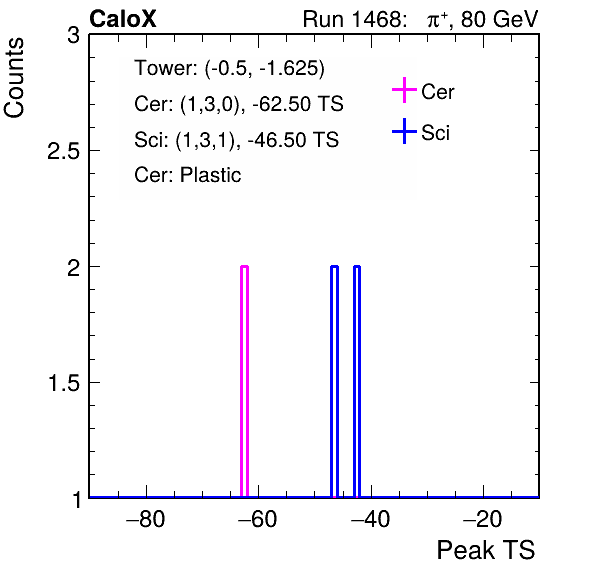 CaloX Run 1468: π⁺, 80 GeV
Counts
3
2.5
2
1.5
1
Tower: (-0.5, -1.625)
Cer: (1,3,0), -62.50 TS
Sci: (1,3,1), -46.50 TS
Cer: Plastic
Cer
Sci
−80 −60 −40 −20
Peak TS